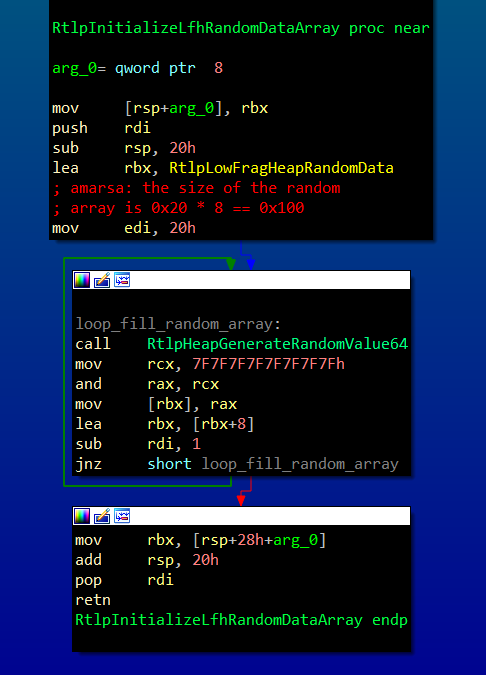 RtlpInitializeLfhRandomDataArray proc near
arg_0= qword ptr  8
mov     [rsp+arg_0], rbx
push    rdi
sub     rsp, 20h
lea     rbx, RtlpLowFragHeapRandomData
; amarsa: the size of the random
; array is 0x20 * 8 == 0x100
mov     edi, 20h
loop_fill_random_array:
call    RtlpHeapGenerateRandomValue64
mov     rcx, 7F7F7F7F7F7F7F7Fh
and     rax, rcx
mov     [rbx], rax
lea     rbx, [rbx+8]
sub     rdi, 1
jnz     short loop_fill_random_array
mov     rbx, [rsp+28h+arg_0]
add     rsp, 20h
pop     rdi
retn
RtlpInitializeLfhRandomDataArray endp